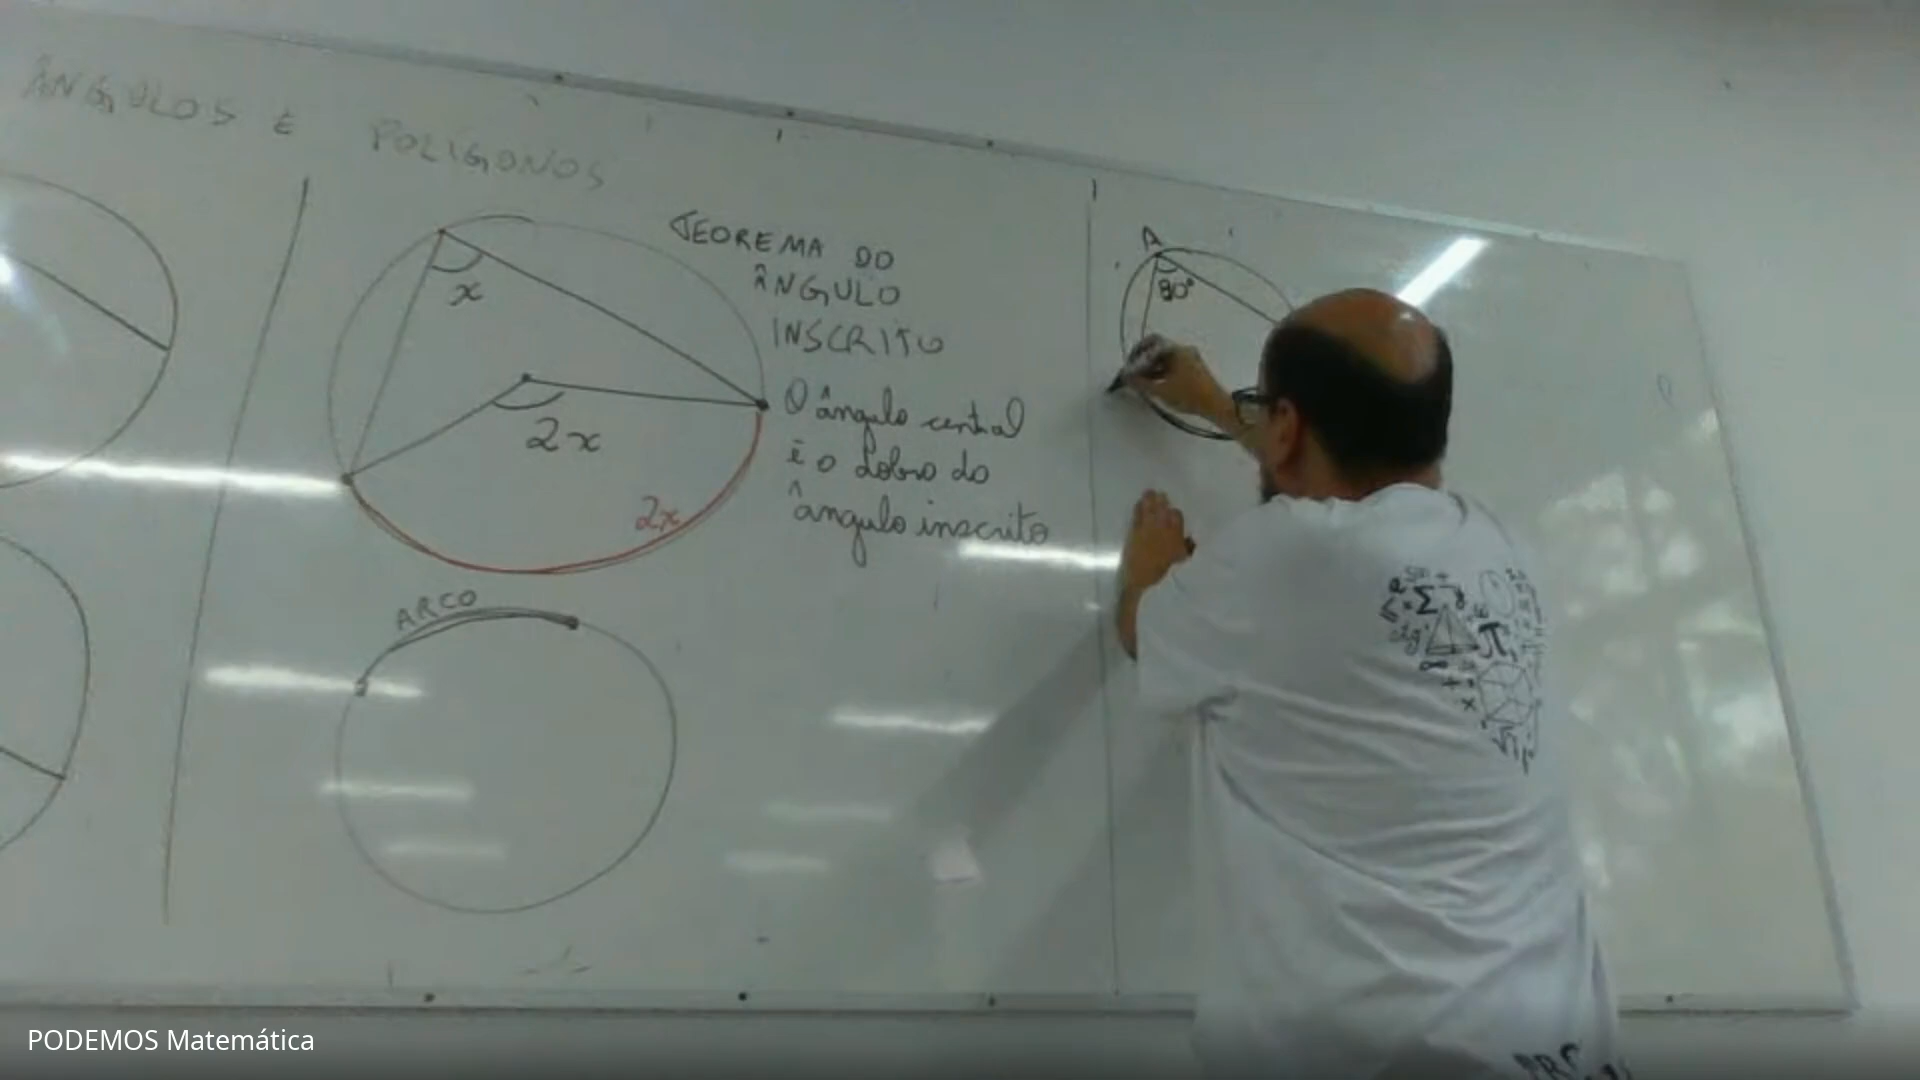 ÂNGULOS E POLÍGONOS
x
2x
2x
TEOREMA DO
ÂNGULO
INSCRITO
O ângulo central
é o dobro do
ângulo inscrito
ARCO
A
80°
PODEMOS Matemática